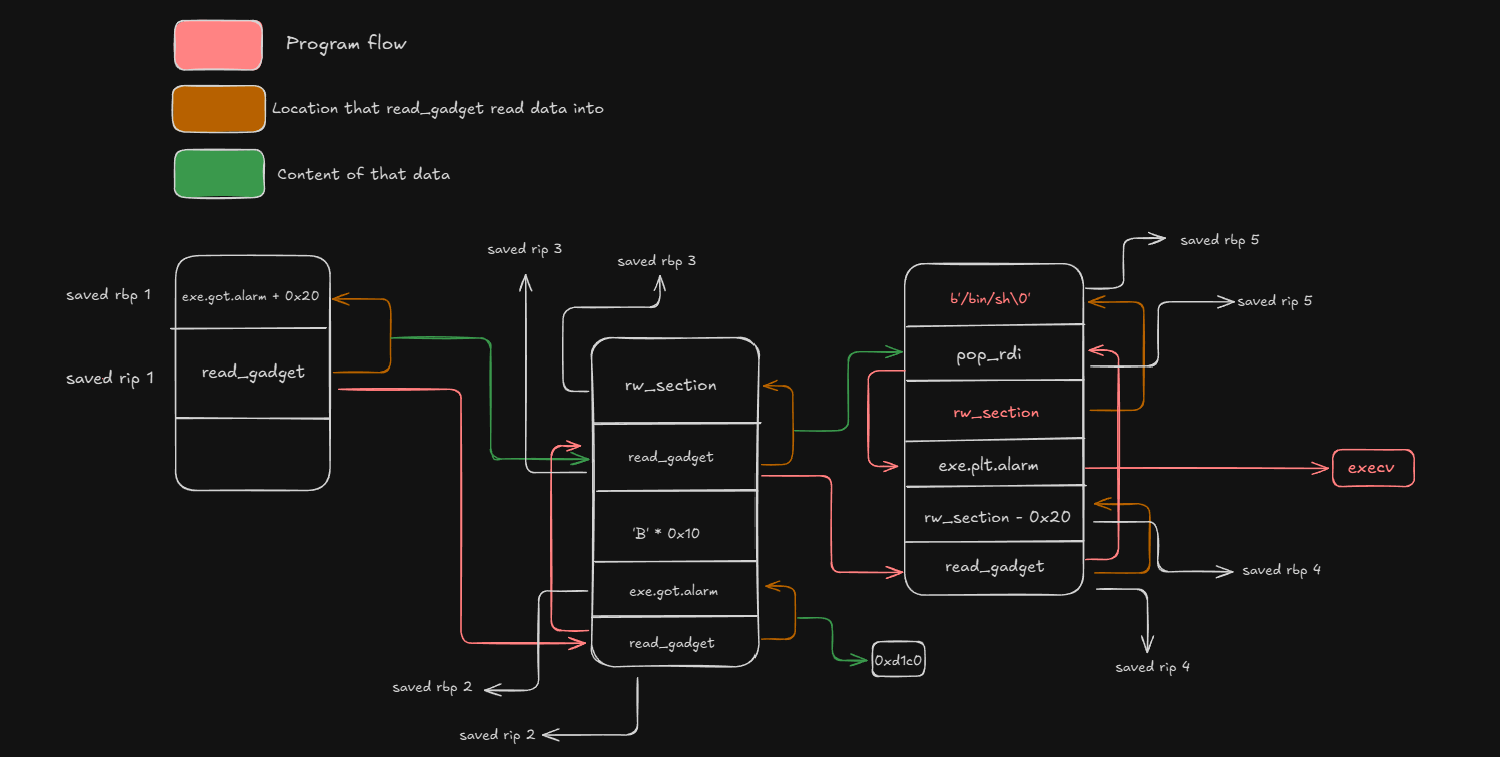 Program flow
Location that read_gadget read data into
Content of that data
saved rbp 1
exe.got.alarm + 0x20
saved rip 1
read_gadget
saved rip 3
saved rbp 3
rw_section
read_gadget
'B' * 0x10
exe.got.alarm
read_gadget
saved rbp 2
saved rip 2
0xd1c0
saved rbp 5
b'/bin/sh\0'
saved rip 5
pop_rdi
rw_section
exe.plt.alarm
execv
rw_section - 0x20
read_gadget
saved rbp 4
saved rip 4